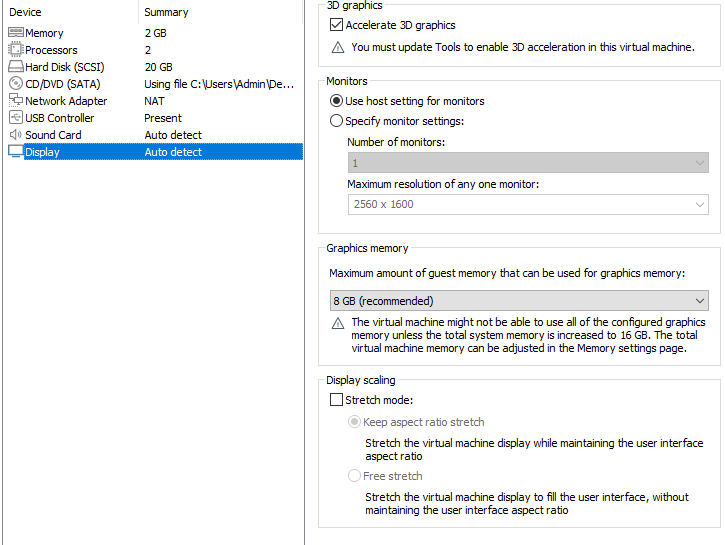 Device Summary
Memory 2 GB
Processors 2
Hard Disk (SCSI) 20 GB
CD/DVD (SATA) Using file C:\Users\Admin\De...
Network Adapter NAT
USB Controller Present
Sound Card Auto detect
Display Auto detect
3D graphics
Accelerate 3D graphics
You must update Tools to enable 3D acceleration in this virtual machine.
Monitors
Use host setting for monitors
Specify monitor settings:
Number of monitors:
1
Maximum resolution of any one monitor:
2560 x 1600
Graphics memory
Maximum amount of guest memory that can be used for graphics memory:
8 GB (recommended)
The virtual machine might not be able to use all of the configured graphics
memory unless the total system memory is increased to 16 GB. The total
virtual machine memory can be adjusted in the Memory settings page.
Display scaling
Stretch mode:
Keep aspect ratio stretch
Stretch the virtual machine display while maintaining the user interface
aspect ratio
Free stretch
Stretch the virtual machine display to fill the user interface, without
maintaining the user interface aspect ratio